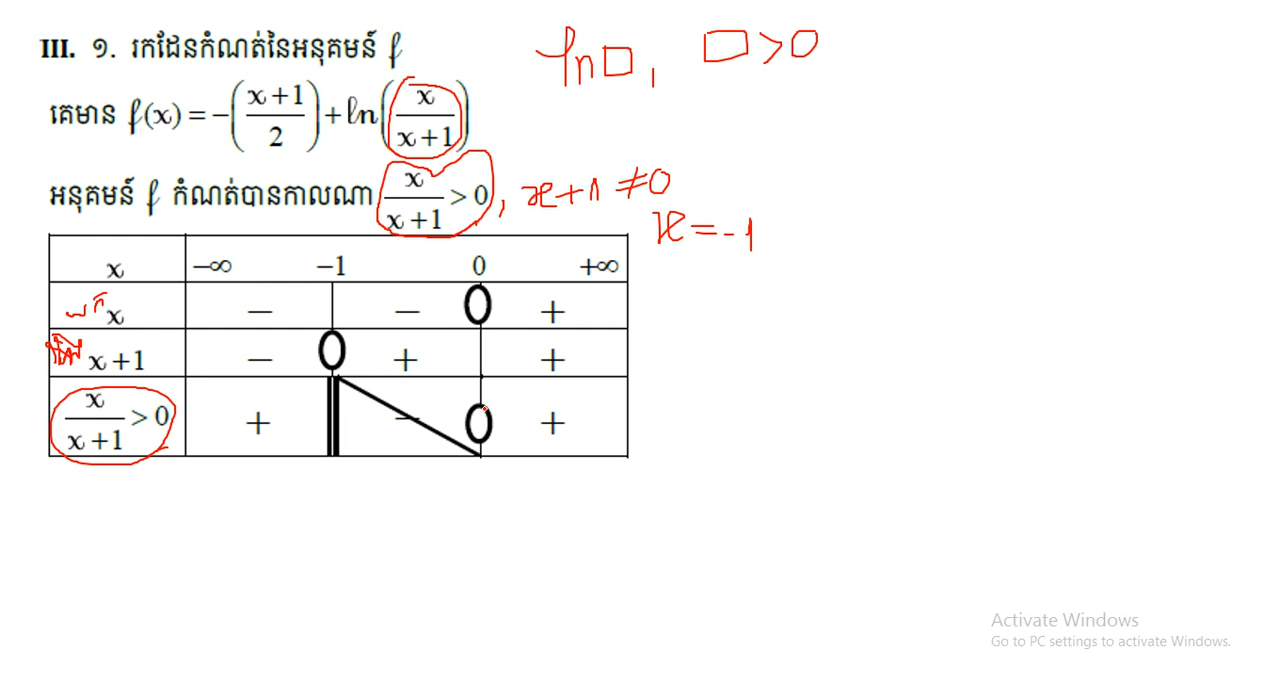 III. ១. រកដែនកំណត់នៃអនុគមន៍ f
ln□, □>0
គេមាន f(x) = -((x+1)/2) + ln(x/(x+1))
អនុគមន៍ f កំណត់បានកាលណា x/(x+1) > 0, x+1 ≠0
x = -1
x -∞ -1 0 +∞
x - - 0 +
x+1 - 0 + +
x/(x+1) > 0 + || - 0 +
Activate Windows
Go to PC settings to activate Windows.